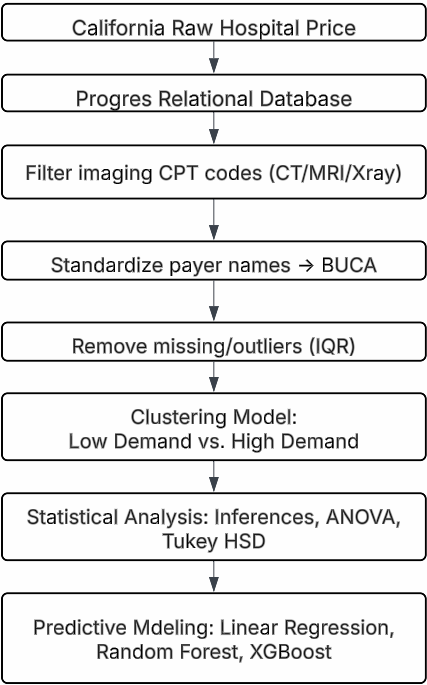 California Raw Hospital Price
Progres Relational Database
Filter imaging CPT codes (CT/MRI/Xray)
Standardize payer names → BUCA
Remove missing/outliers (IQR)
Clustering Model:
Low Demand vs. High Demand
Statistical Analysis: Inferences, ANOVA,
Tukey HSD
Predictive Mdeling: Linear Regression,
Random Forest, XGBoost